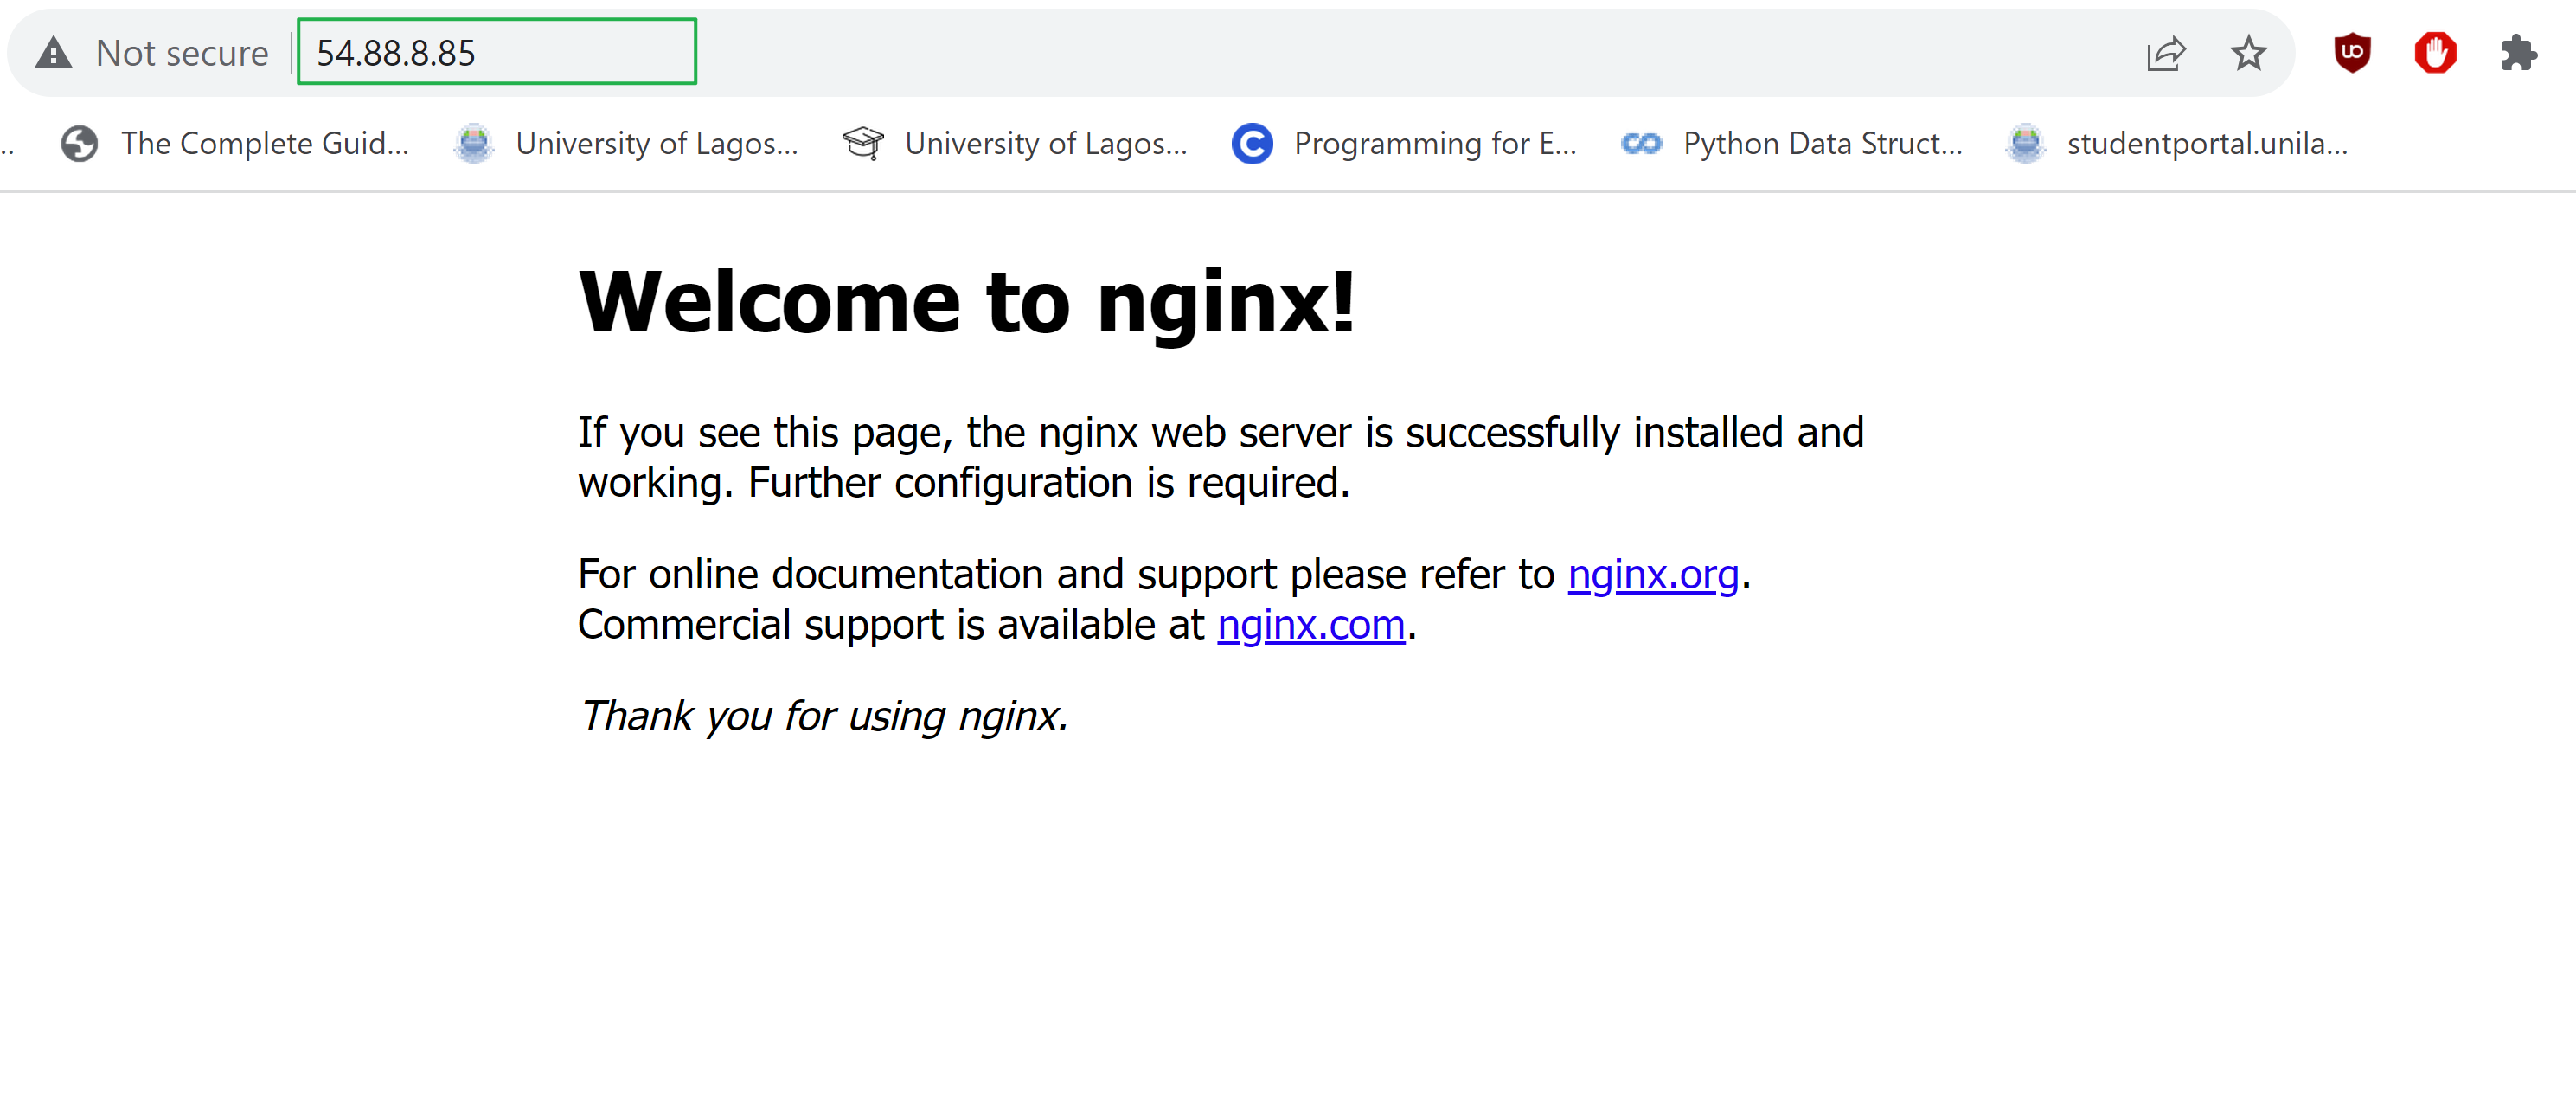 Not secure 54.88.8.85
.. The Complete Guid... University of Lagos... University of Lagos... Programming for E... Python Data Struct... studentportal.unila...
Welcome to nginx!
If you see this page, the nginx web server is successfully installed and
working. Further configuration is required.
For online documentation and support please refer to nginx.org.
Commercial support is available at nginx.com.
Thank you for using nginx.